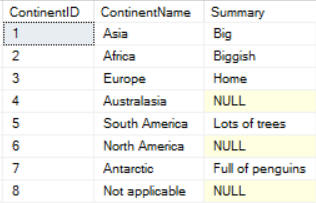 ContinentID ContinentName Summary
1 Asia Big
2 Africa Biggish
3 Europe Home
4 Australasia NULL
5 South America Lots of trees
6 North America NULL
7 Antarctic Full of penguins
8 Not applicable NULL